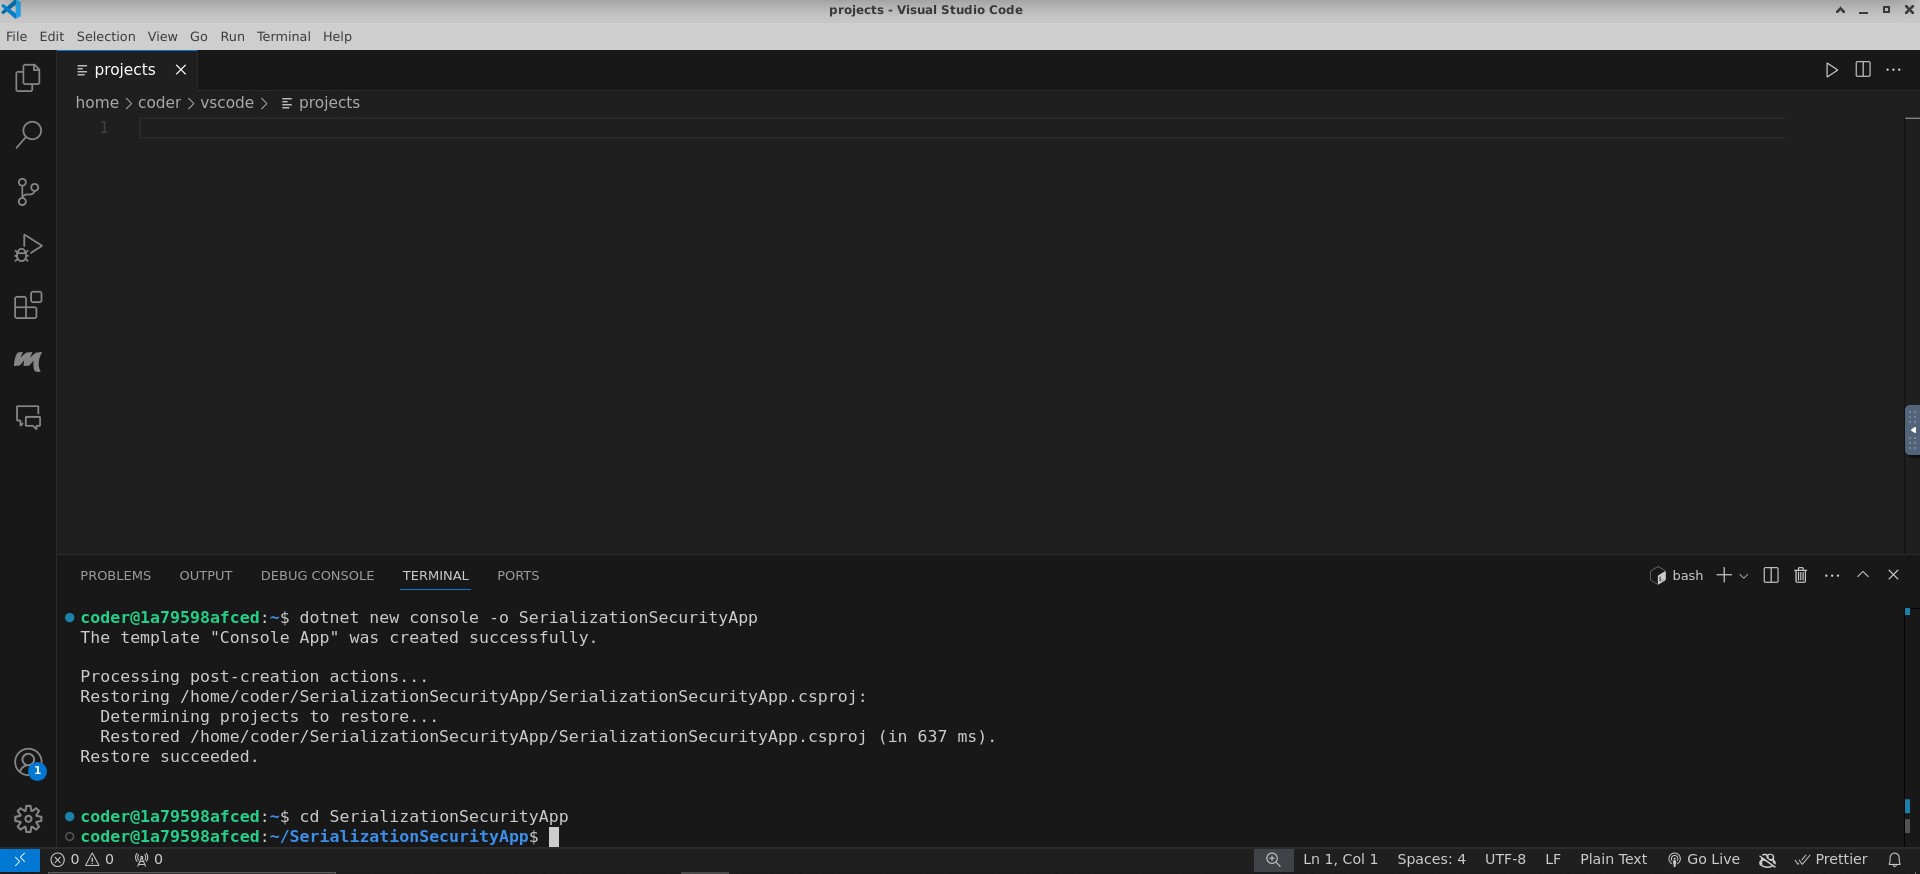 projects - Visual Studio Code
File Edit Selection View Go Run Terminal Help
projects
home > coder > vscode > projects
1
PROBLEMS OUTPUT DEBUG CONSOLE TERMINAL PORTS
bash
coder@1a79598afced:~$ dotnet new console -o SerializationSecurityApp
The template "Console App" was created successfully.
Processing post-creation actions...
Restoring /home/coder/SerializationSecurityApp/SerializationSecurityApp.csproj:
Determining projects to restore...
Restored /home/coder/SerializationSecurityApp/SerializationSecurityApp.csproj (in 637 ms).
Restore succeeded.
1
coder@1a79598afced:~$ cd SerializationSecurityApp
coder@1a79598afced:~/SerializationSecurityApp$
0 0 0 Ln 1, Col 1 Spaces: 4 UTF-8 LF Plain Text Go Live Prettier